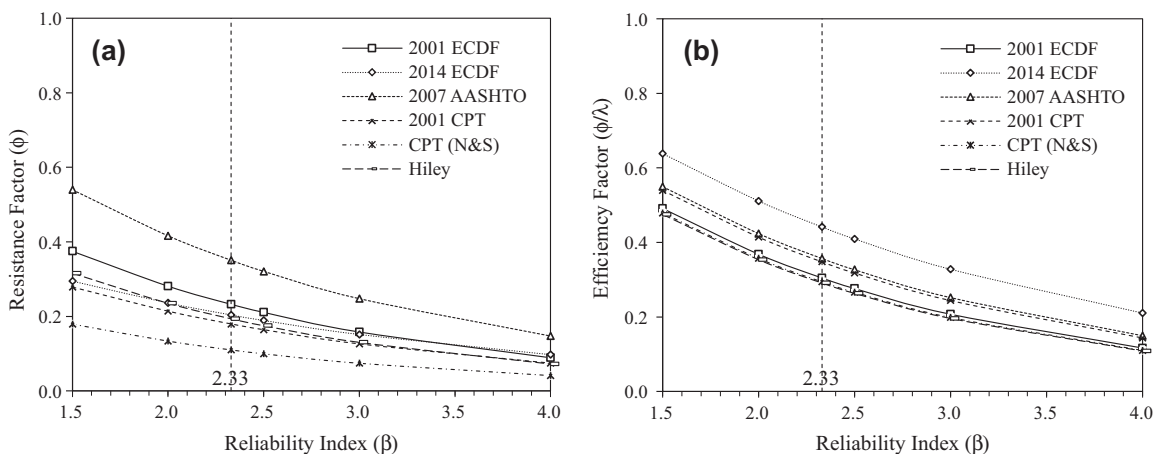 (a)
2001 ECDF
2014 ECDF
2007 AASHTO
2001 CPT
CPT (N&S)
Hiley
Resistance Factor (ϕ)
1.0
0.8
0.6
0.4
0.2
0.0
2.33
1.5 2.0 2.5 3.0 3.5 4.0
Reliability Index (β)
(b)
2001 ECDF
2014 ECDF
2007 AASHTO
2001 CPT
CPT (N&S)
Hiley
Efficiemcy Factor (ϕ/λ)
1.0
0.8
0.6
0.4
0.2
0.0
2.33
1.5 2.0 2.5 3.0 3.5 4.0
Reliability Index (β)